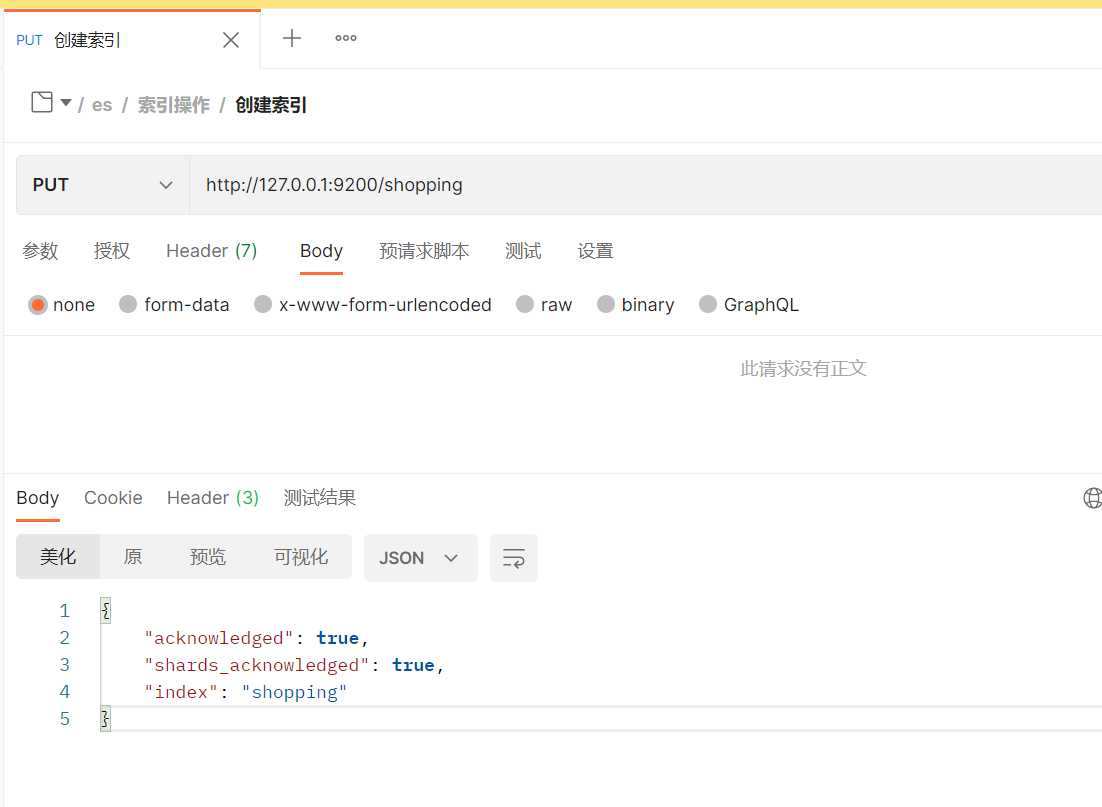 PUT 创建索引
/ es / 索引操作 / 创建索引
PUT http://127.0.0.1:9200/shopping
参数 授权 Header (7) Body 预请求脚本 测试 设置
none form-data x-www-form-urlencoded raw binary GraphQL
此请求没有正文
Body Cookie Header (3) 测试结果
美化 原 预览 可视化 JSON
1 {
2 "acknowledged": true,
3 "shards_acknowledged": true,
4 "index": "shopping"
5 }